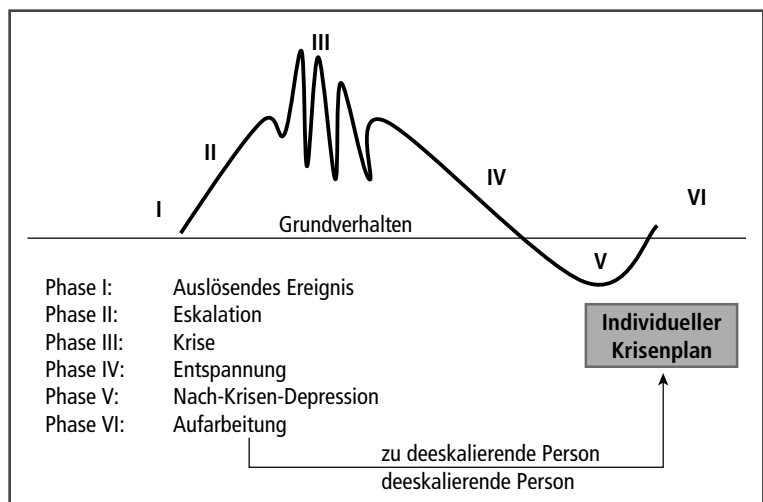 III
II
IV
I
VI
Grundverhalten
V
Phase I: Auslösendes Ereignis
Phase II: Eskalation
Phase III: Krise
Phase IV: Entspannung
Phase V: Nach-Krisen-Depression
Phase VI: Aufarbeitung
Individueller
Krisenplan
zu deeskalierende Person
deeskalierende Person